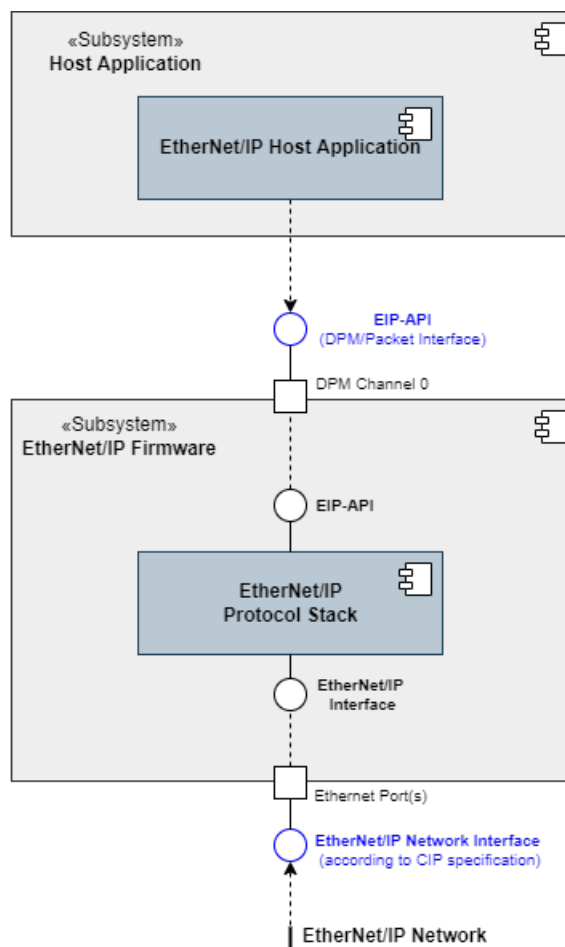 «Subsystem»
Host Application
EtherNet/IP Host Application
EIP-API
(DPM/Packet Interface)
DPM Channel 0
«Subsystem»
EtherNet/IP Firmware
EIP-API
EtherNet/IP
Protocol Stack
EtherNet/IP
Interface
Ethernet Port(s)
EtherNet/IP Network Interface
(according to CIP specification)
EtherNet/IP Network